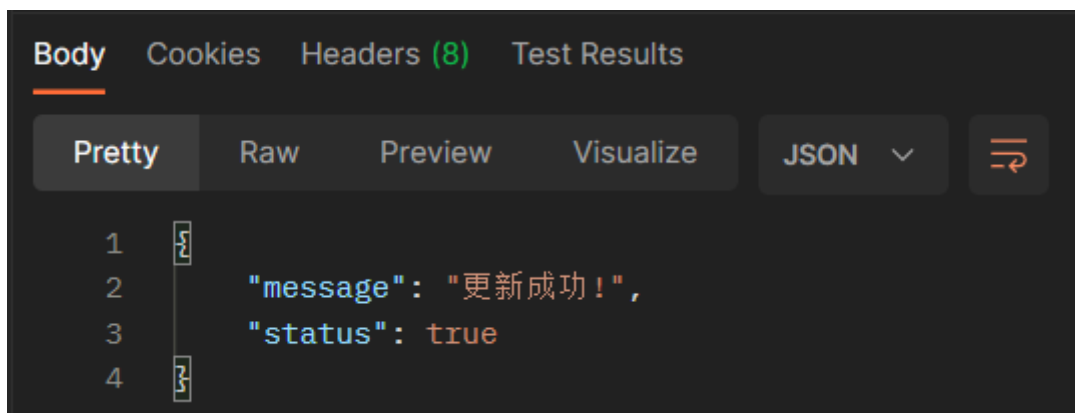 Body Cookies Headers (8) Test Results
Pretty Raw Preview Visualize JSON
1 {
2 "message": "更新成功!",
3 "status": true
4 }